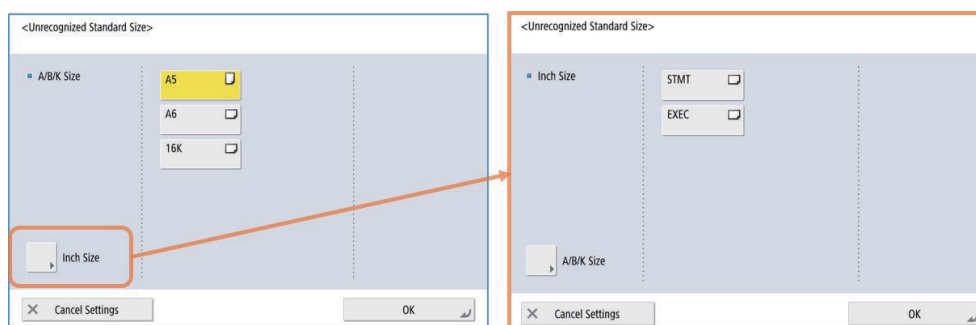 <Unrecognized Standard Size>
A/B/K Size
A5
A6
16K
Inch Size
Cancel Settings
OK
<Unrecognized Standard Size>
Inch Size
STMT
EXEC
A/B/K Size
Cancel Settings
OK